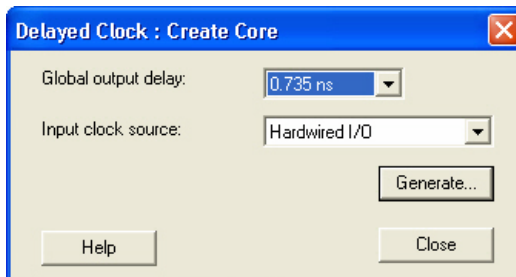 Delayed Clock : Create Core
Global output delay: 0.735 ns
Input clock source: Hardwired I/O
Generate...
Help Close